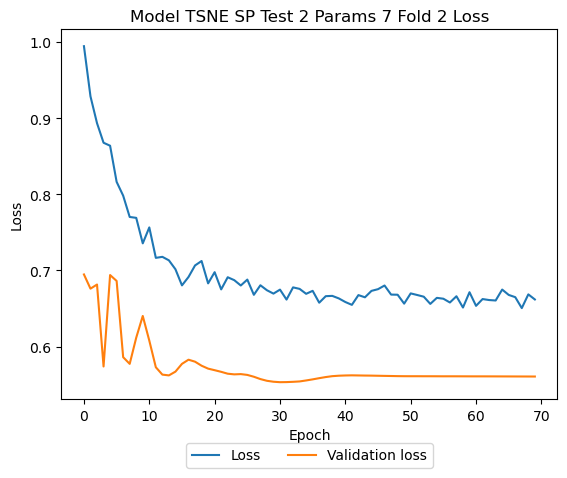 Model TSNE SP Test 2 Params 7 Fold 2 Loss
1.0
0.9
0.8
0.7
0.6
Loss
0 10 20 30 40 50 60 70
Epoch
Loss Validation loss